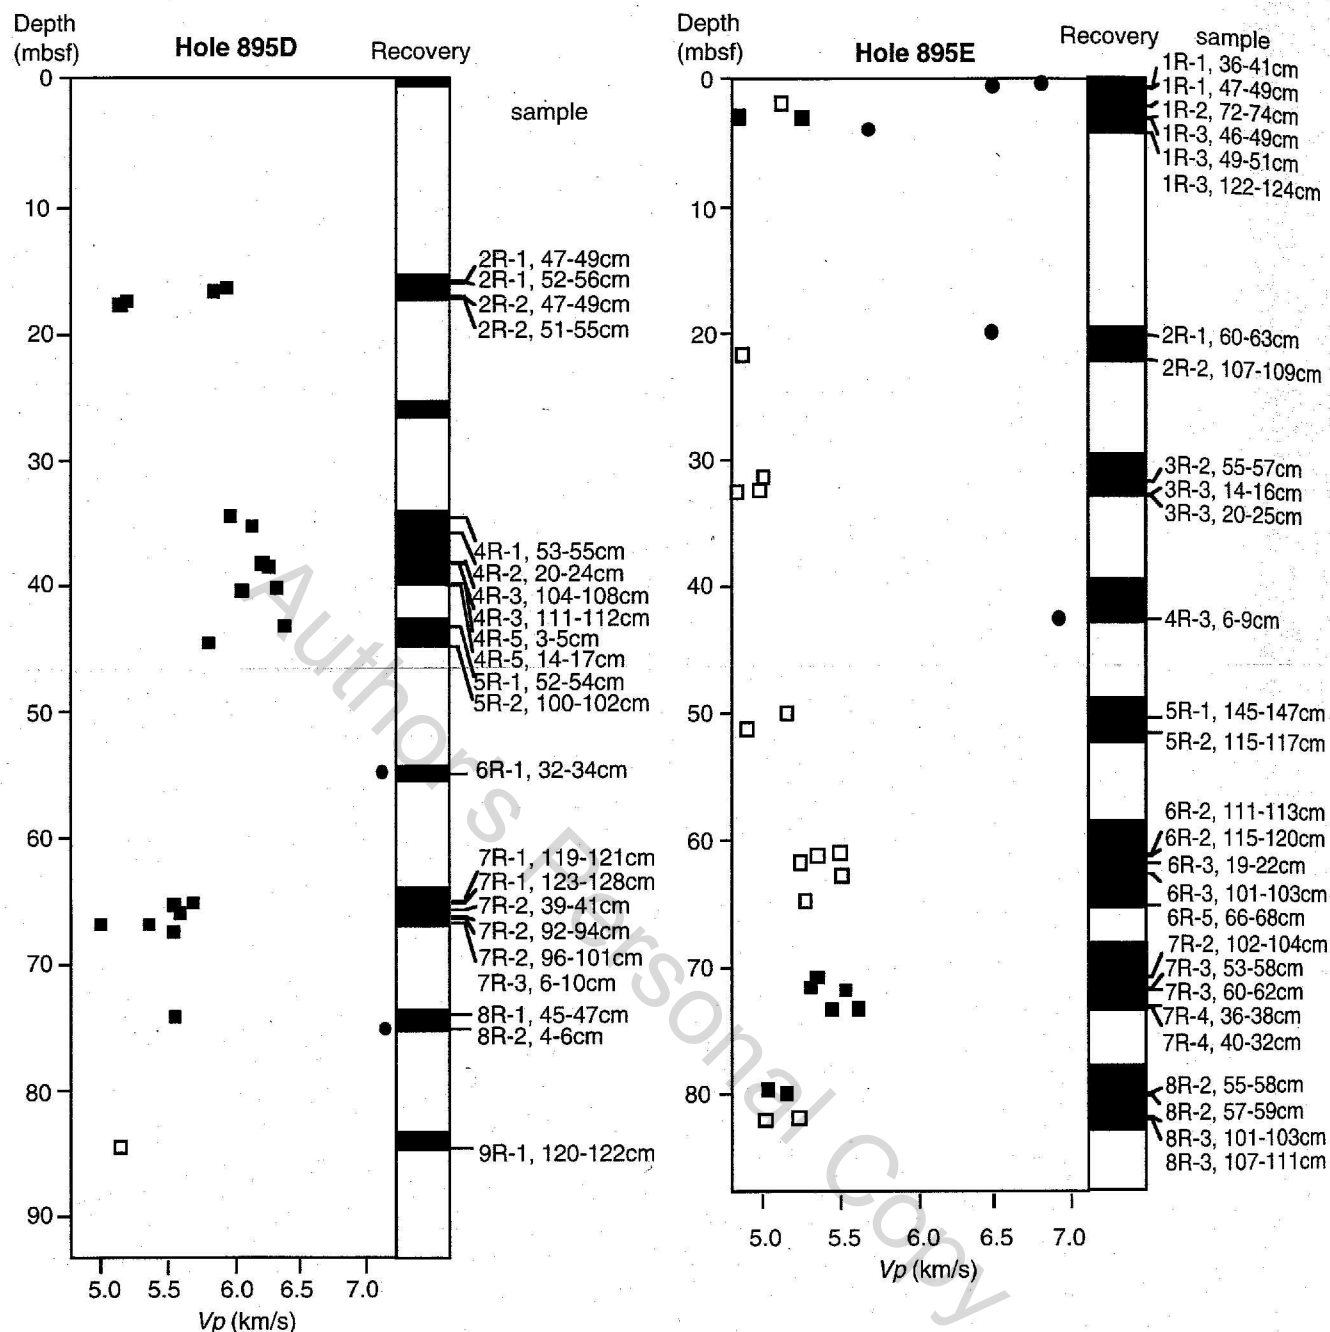 Depth
(mbsf)
Hole 895D
Recovery
sample
0
10
20
30
40
50
60
70
80
90
2R-1, 47-49cm
2R-1, 52-56cm
2R-2, 47-49cm
2R-2, 51-55cm
4R-1, 53-55cm
4R-2, 20-24cm
4R-3, 104-108cm
4R-3, 111-112cm
4R-5, 3-5cm
4R-5, 14-17cm
5R-1, 52-54cm
5R-2, 100-102cm
6R-1, 32-34cm
7R-1, 119-121cm
7R-1, 123-128cm
7R-2, 39-41cm
7R-2, 92-94cm
7R-2, 96-101cm
7R-3, 6-10cm
8R-1, 45-47cm
8R-2, 4-6cm
9R-1, 120-122cm
5.0 5.5 6.0 6.5 7.0
Vp (km/s)
Depth
(mbsf)
Hole 895E
Recovery
sample
0
10
20
30
40
50
60
70
80
1R-1, 36-41cm
1R-1, 47-49cm
1R-2, 72-74cm
1R-3, 46-49cm
1R-3, 49-51cm
1R-3, 122-124cm
2R-1, 60-63cm
2R-2, 107-109cm
3R-2, 55-57cm
3R-3, 14-16cm
3R-3, 20-25cm
4R-3, 6-9cm
5R-1, 145-147cm
5R-2, 115-117cm
6R-2, 111-113cm
6R-2, 115-120cm
6R-3, 19-22cm
6R-3, 101-103cm
6R-5, 66-68cm
7R-2, 102-104cm
7R-3, 53-58cm
7R-3, 60-62cm
7R-4, 36-38cm
7R-4, 40-32cm
8R-2, 55-58cm
8R-2, 57-59cm
8R-3, 101-103cm
8R-3, 107-111cm
5.0 5.5 6.0 6.5 7.0
Vp (km/s)
Author's Personal Copy